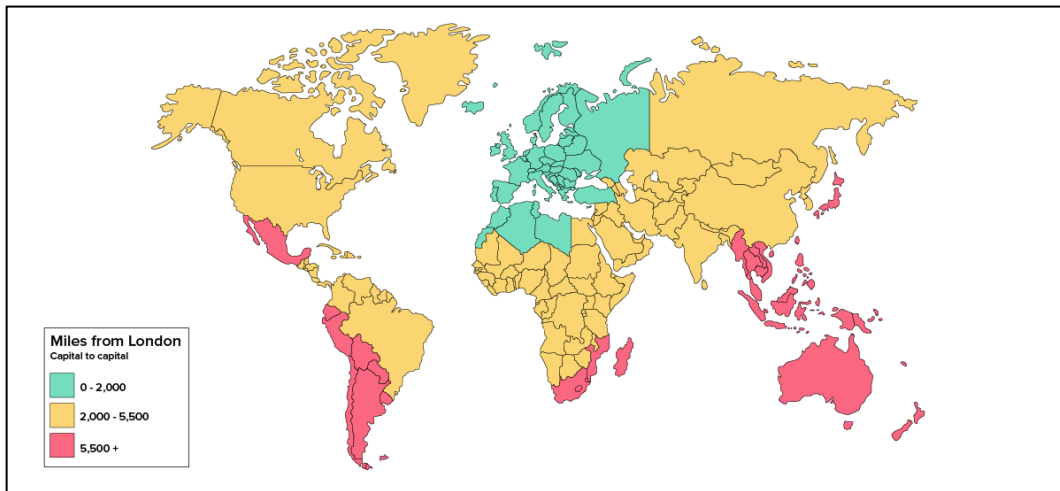 Miles from London
Capital to capital
0 - 2,000
2,000 - 5,500
5,500 +